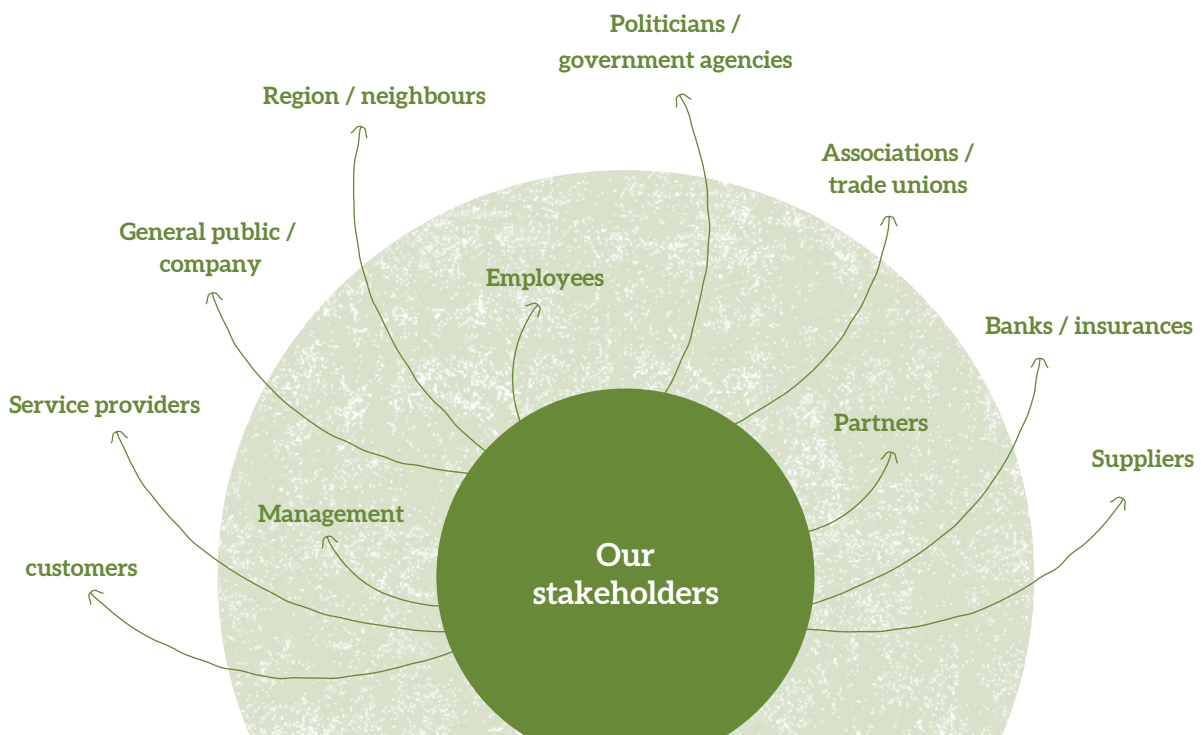 Politicians /
government agencies
Region / neighbours
Associations /
trade unions
General public /
company
Employees
Banks / insurances
Service providers
Partners
Suppliers
Management
customers
Our
stakeholders